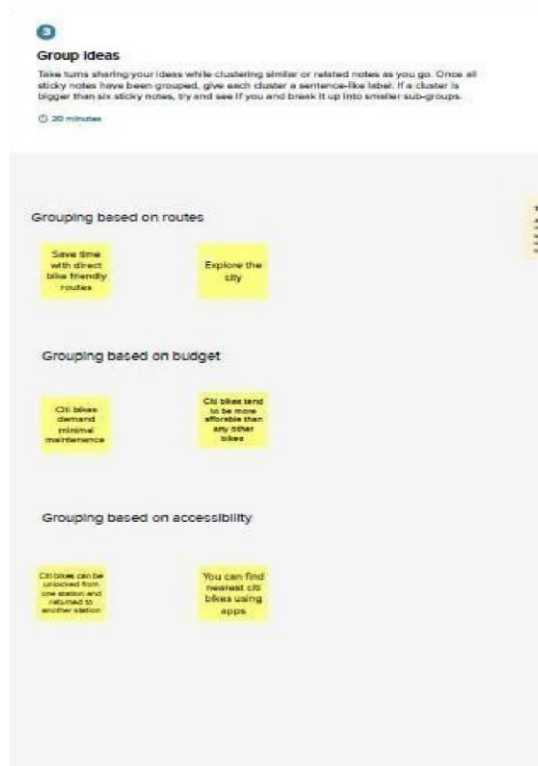 3
Group ideas
Take turns sharing your ideas while clustering similar or related notes as you go. Once all
sticky notes have been grouped, give each cluster a sentence-like label. If a cluster is
bigger than six sticky notes, try and see if you and break it up into smaller sub-groups.
20 minutes
Grouping based on routes
Save time
with direct
bike friendly
routes
Explore the
city
Grouping based on budget
Citi bikes
demand
minimal
maintenance
Citi bikes tend
to be more
afforable than
any other
bikes
Grouping based on accessibility
Citi bikes can be
unlocked from
one station and
returned to
another station
You can find
nearest citi
bikes using
apps